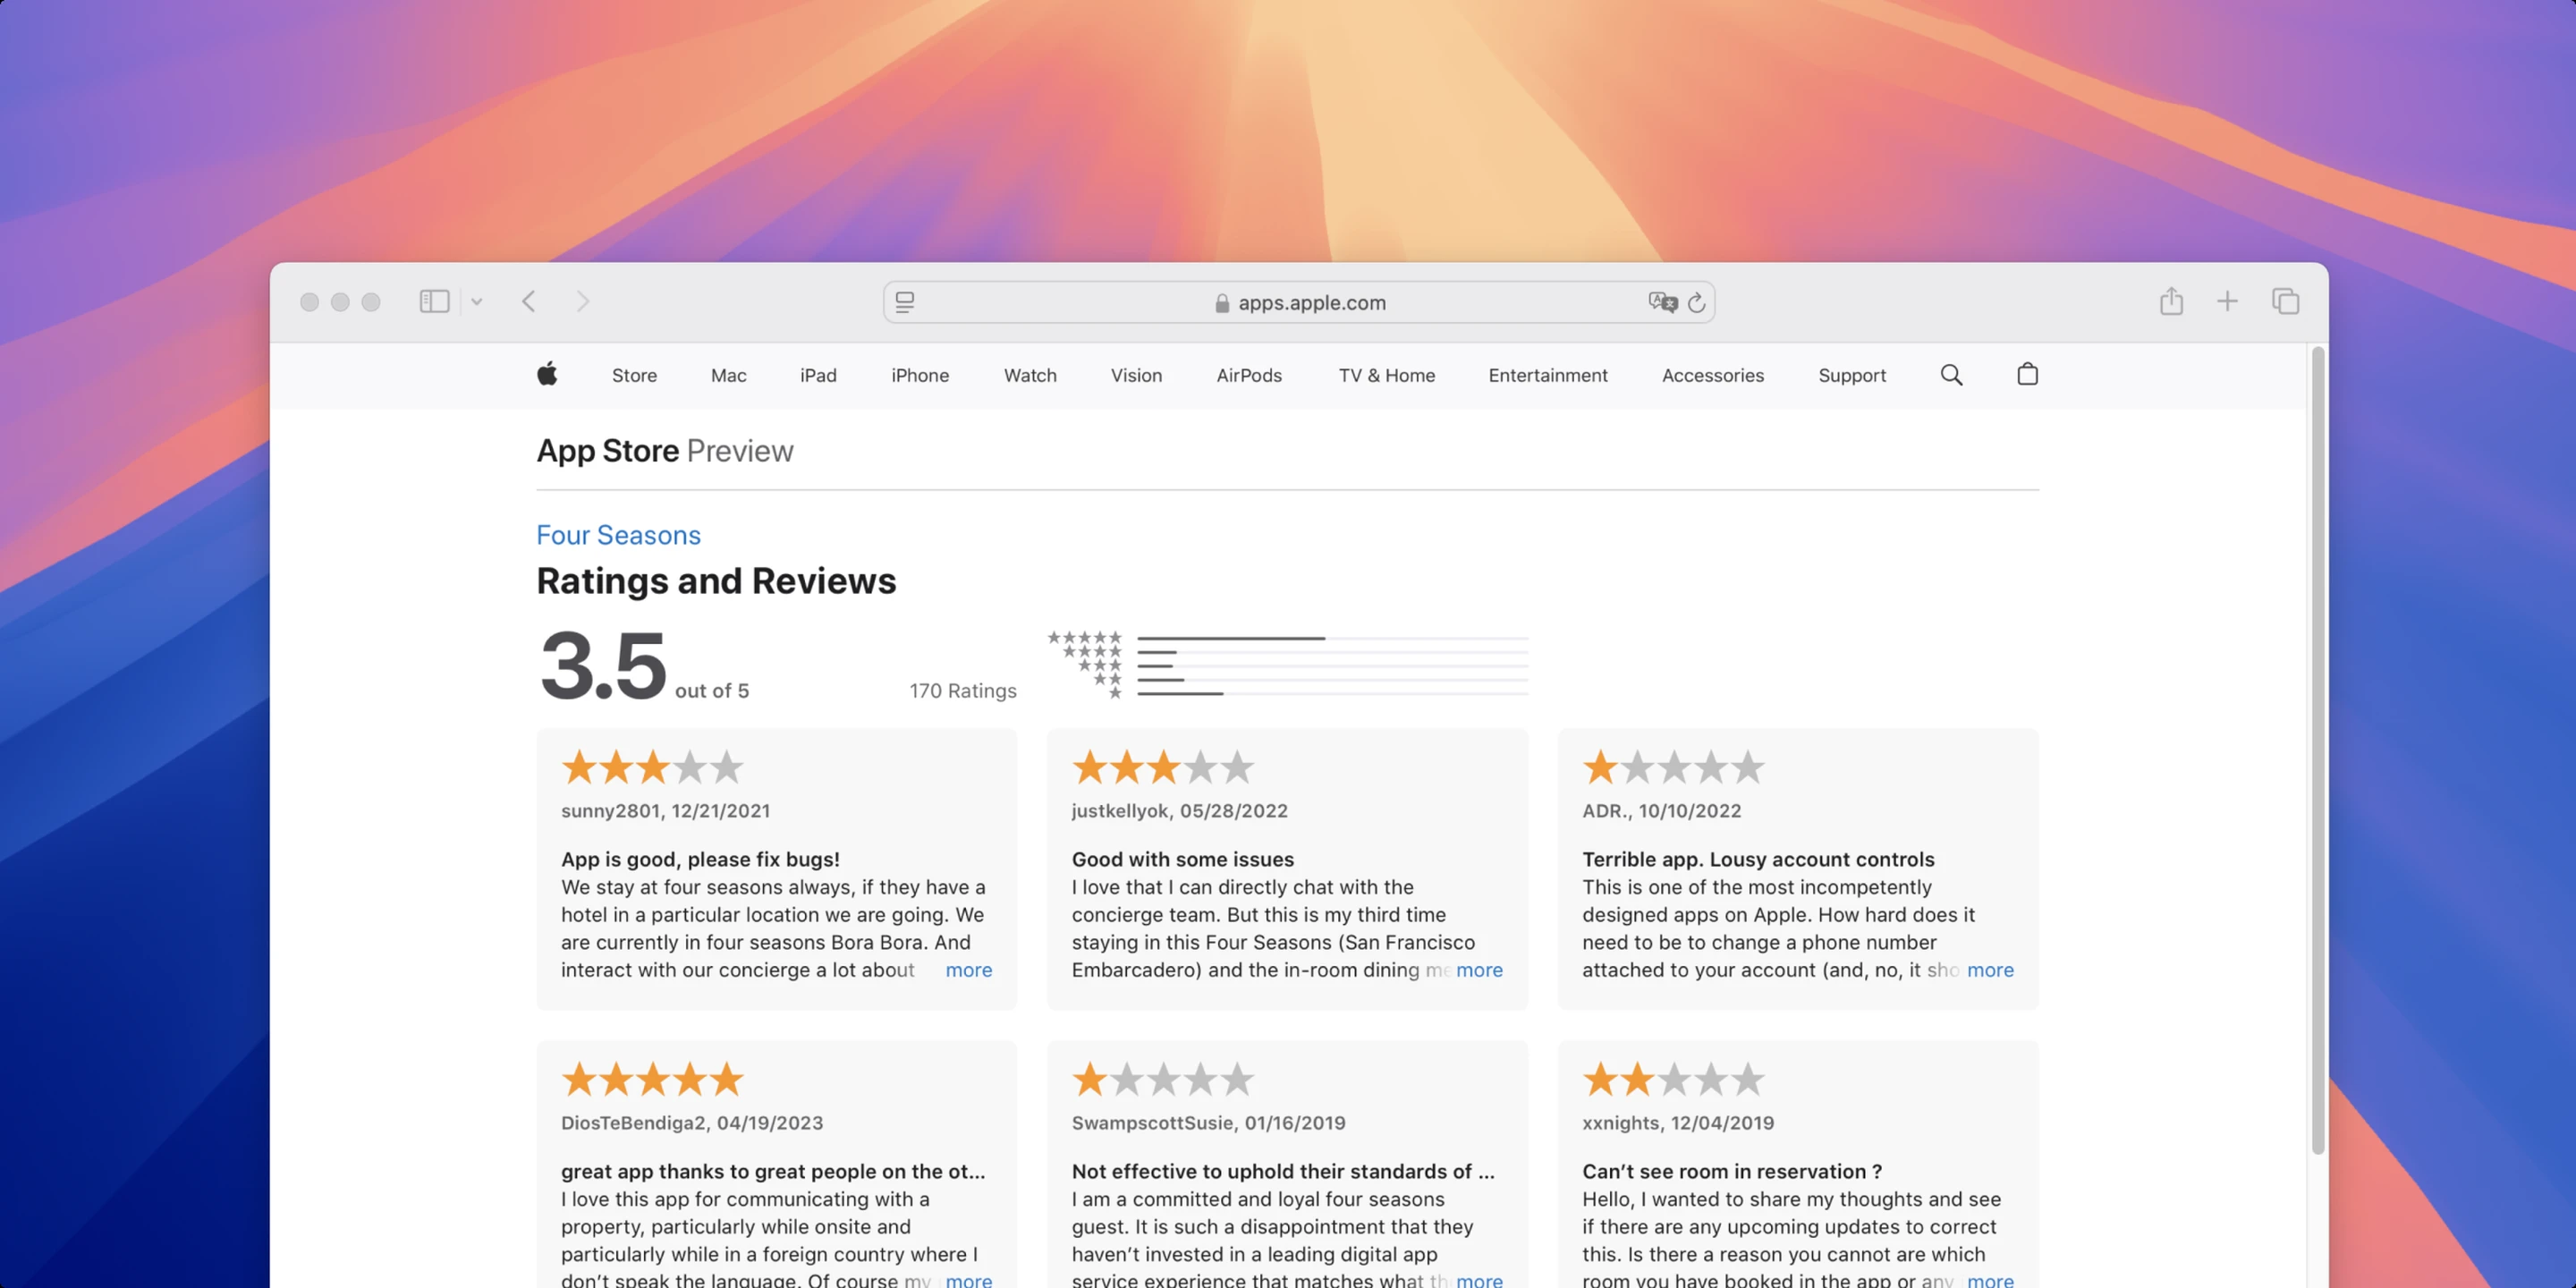 apps.apple.com
Store Mac iPad iPhone Watch Vision AirPods TV & Home Entertainment Accessories Support
App Store Preview
Four Seasons
Ratings and Reviews
3.5 out of 5
170 Ratings
sunny2801, 12/21/2021
App is good, please fix bugs!
We stay at four seasons always, if they have a
hotel in a particular location we are going. We
are currently in four seasons Bora Bora. And
interact with our concierge a lot about more
justkellyok, 05/28/2022
Good with some issues
I love that I can directly chat with the
concierge team. But this is my third time
staying in this Four Seasons (San Francisco
Embarcadero) and the in-room dining me more
ADR., 10/10/2022
Terrible app. Lousy account controls
This is one of the most incompetently
designed apps on Apple. How hard does it
need to be to change a phone number
attached to your account (and, no, it sho more
DiosTeBendiga2, 04/19/2023
great app thanks to great people on the ot...
I love this app for communicating with a
property, particularly while onsite and
particularly while in a foreign country where I
don't speak the language. Of course my more
SwampscottSusie, 01/16/2019
Not effective to uphold their standards of ...
I am a committed and loyal four seasons
guest. It is such a disappointment that they
haven't invested in a leading digital app
service experience that matches what th more
xxnights, 12/04/2019
Can't see room in reservation ?
Hello, I wanted to share my thoughts and see
if there are any upcoming updates to correct
this. Is there a reason you cannot are which
room you have booked in the app or any more